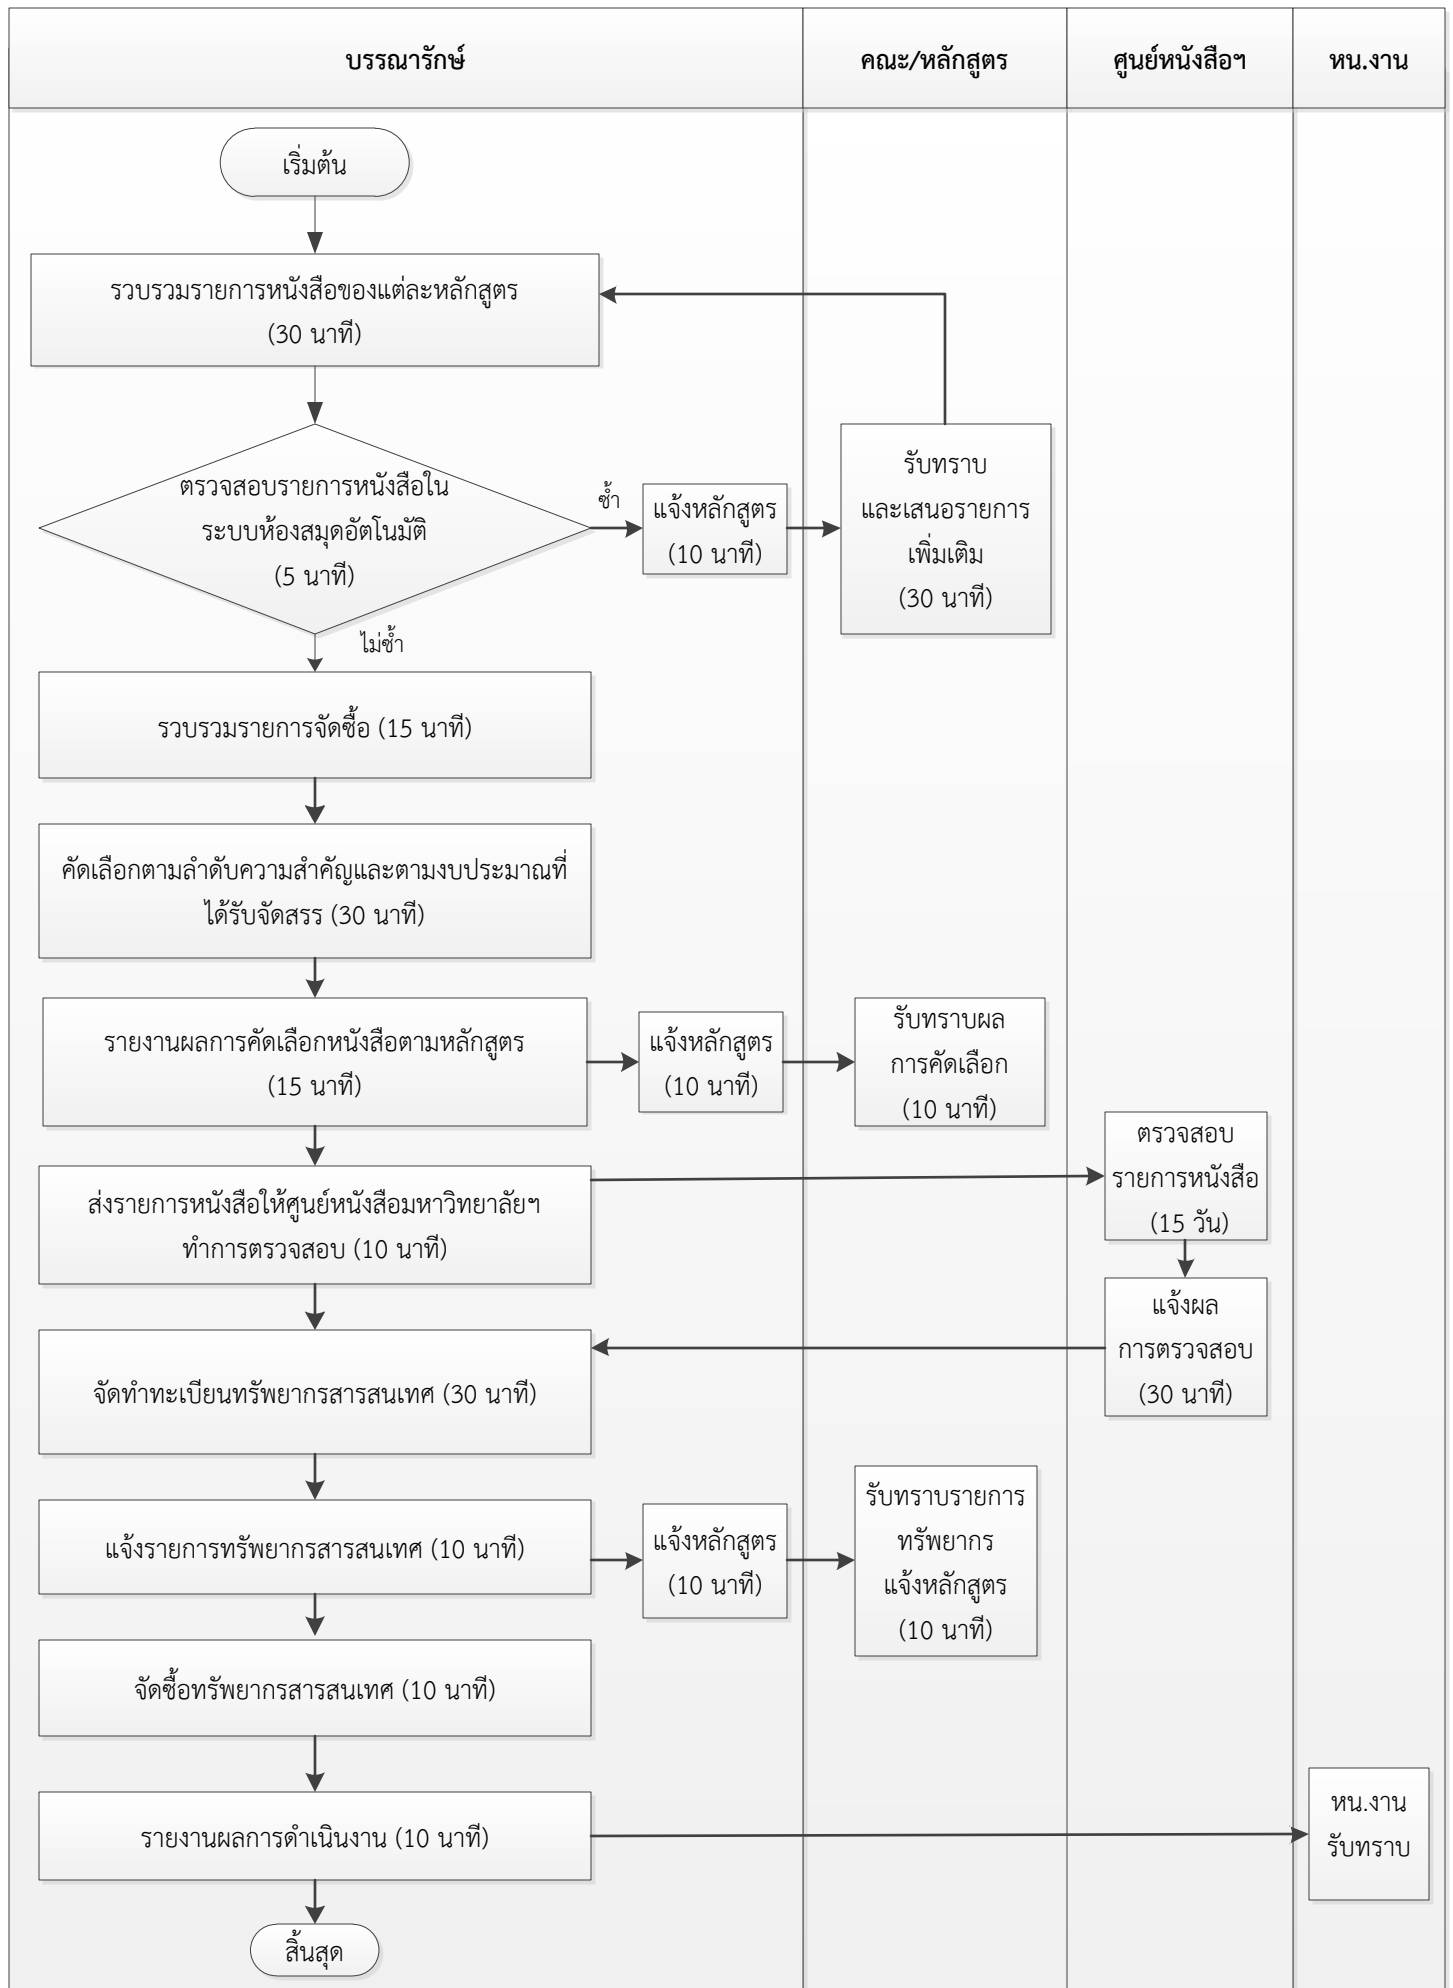 บรรณารักษ์
คณะ/หลักสูตร
ศูนย์หนังสือฯ
หน.งาน
เริ่มต้น
รวบรวมรายการหนังสือของแต่ละหลักสูตร
(30 นาที)
ตรวจสอบรายการหนังสือใน
ระบบห้องสมุดอัตโนมัติ
(5 นาที)
ซ้ำ
แจ้งหลักสูตร
(10 นาที)
รับทราบ
และเสนอรายการ
เพิ่มเติม
(30 นาที)
ไม่ซ้ำ
รวบรวมรายการจัดซื้อ (15 นาที)
คัดเลือกตามลำดับความสำคัญและตามงบประมาณที่
ได้รับจัดสรร (30 นาที)
รายงานผลการคัดเลือกหนังสือตามหลักสูตร
(15 นาที)
แจ้งหลักสูตร
(10 นาที)
รับทราบผล
การคัดเลือก
(10 นาที)
ส่งรายการหนังสือให้ศูนย์หนังสือมหาวิทยาลัยฯ
ทำการตรวจสอบ (10 นาที)
ตรวจสอบ
รายการหนังสือ
(15 วัน)
แจ้งผล
การตรวจสอบ
(30 นาที)
จัดทำทะเบียนทรัพยากรสารสนเทศ (30 นาที)
แจ้งรายการทรัพยากรสารสนเทศ (10 นาที)
แจ้งหลักสูตร
(10 นาที)
รับทราบรายการ
ทรัพยากร
แจ้งหลักสูตร
(10 นาที)
จัดซื้อทรัพยากรสารสนเทศ (10 นาที)
รายงานผลการดำเนินงาน (10 นาที)
หน.งาน
รับทราบ
สิ้นสุด